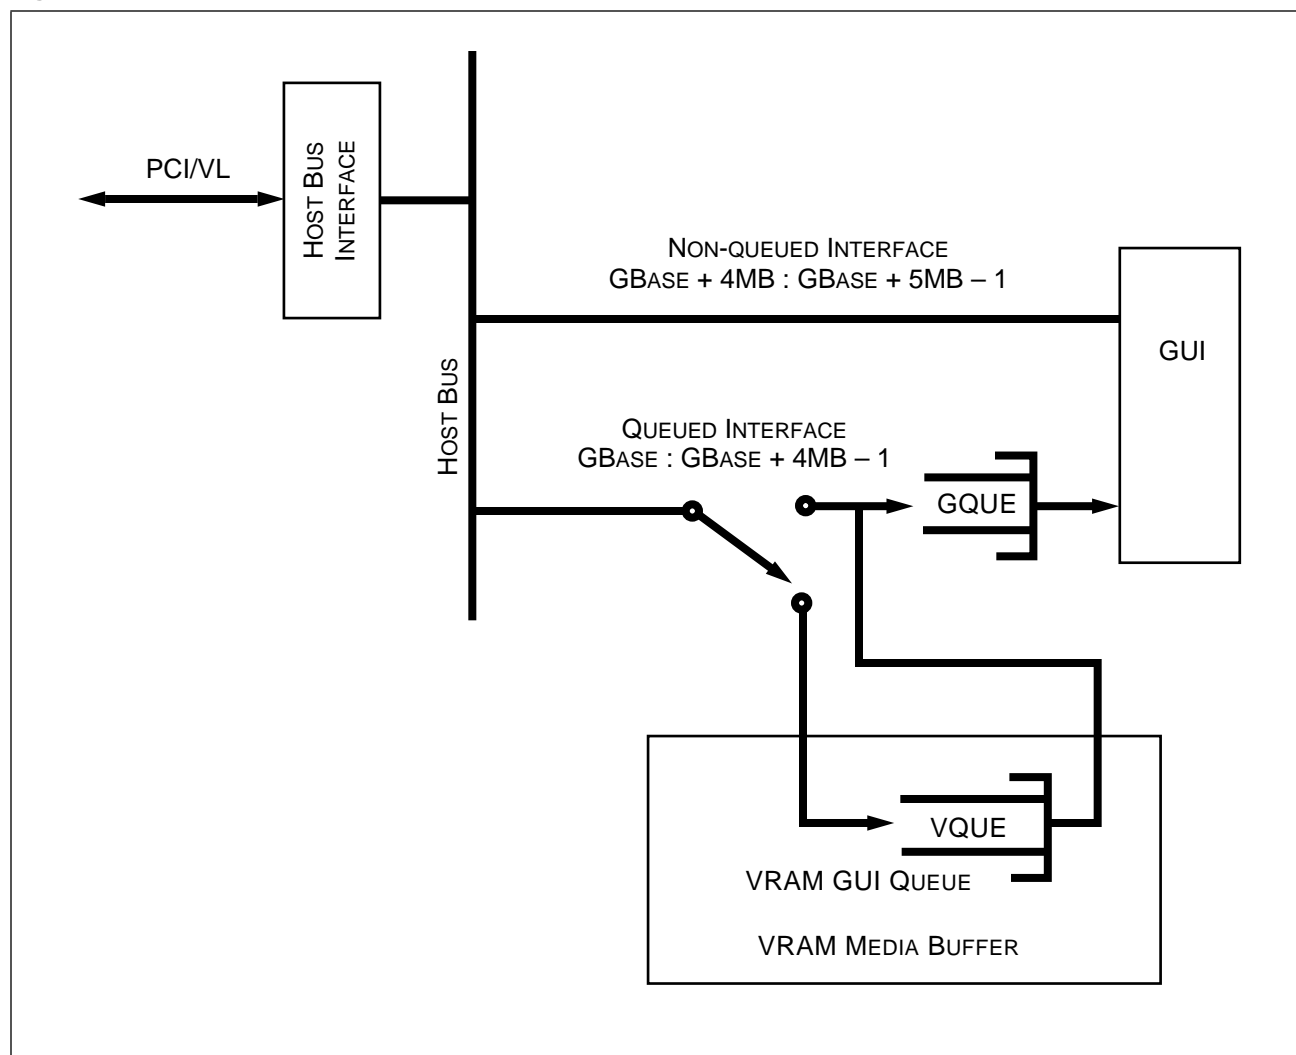 PCI/VL
HOST BUS
INTERFACE
NON-QUEUED INTERFACE
GBASE + 4MB : GBASE + 5MB – 1
GUI
HOST BUS
QUEUED INTERFACE
GBASE : GBASE + 4MB – 1
GQUE
VQUE
VRAM GUI QUEUE
VRAM MEDIA BUFFER